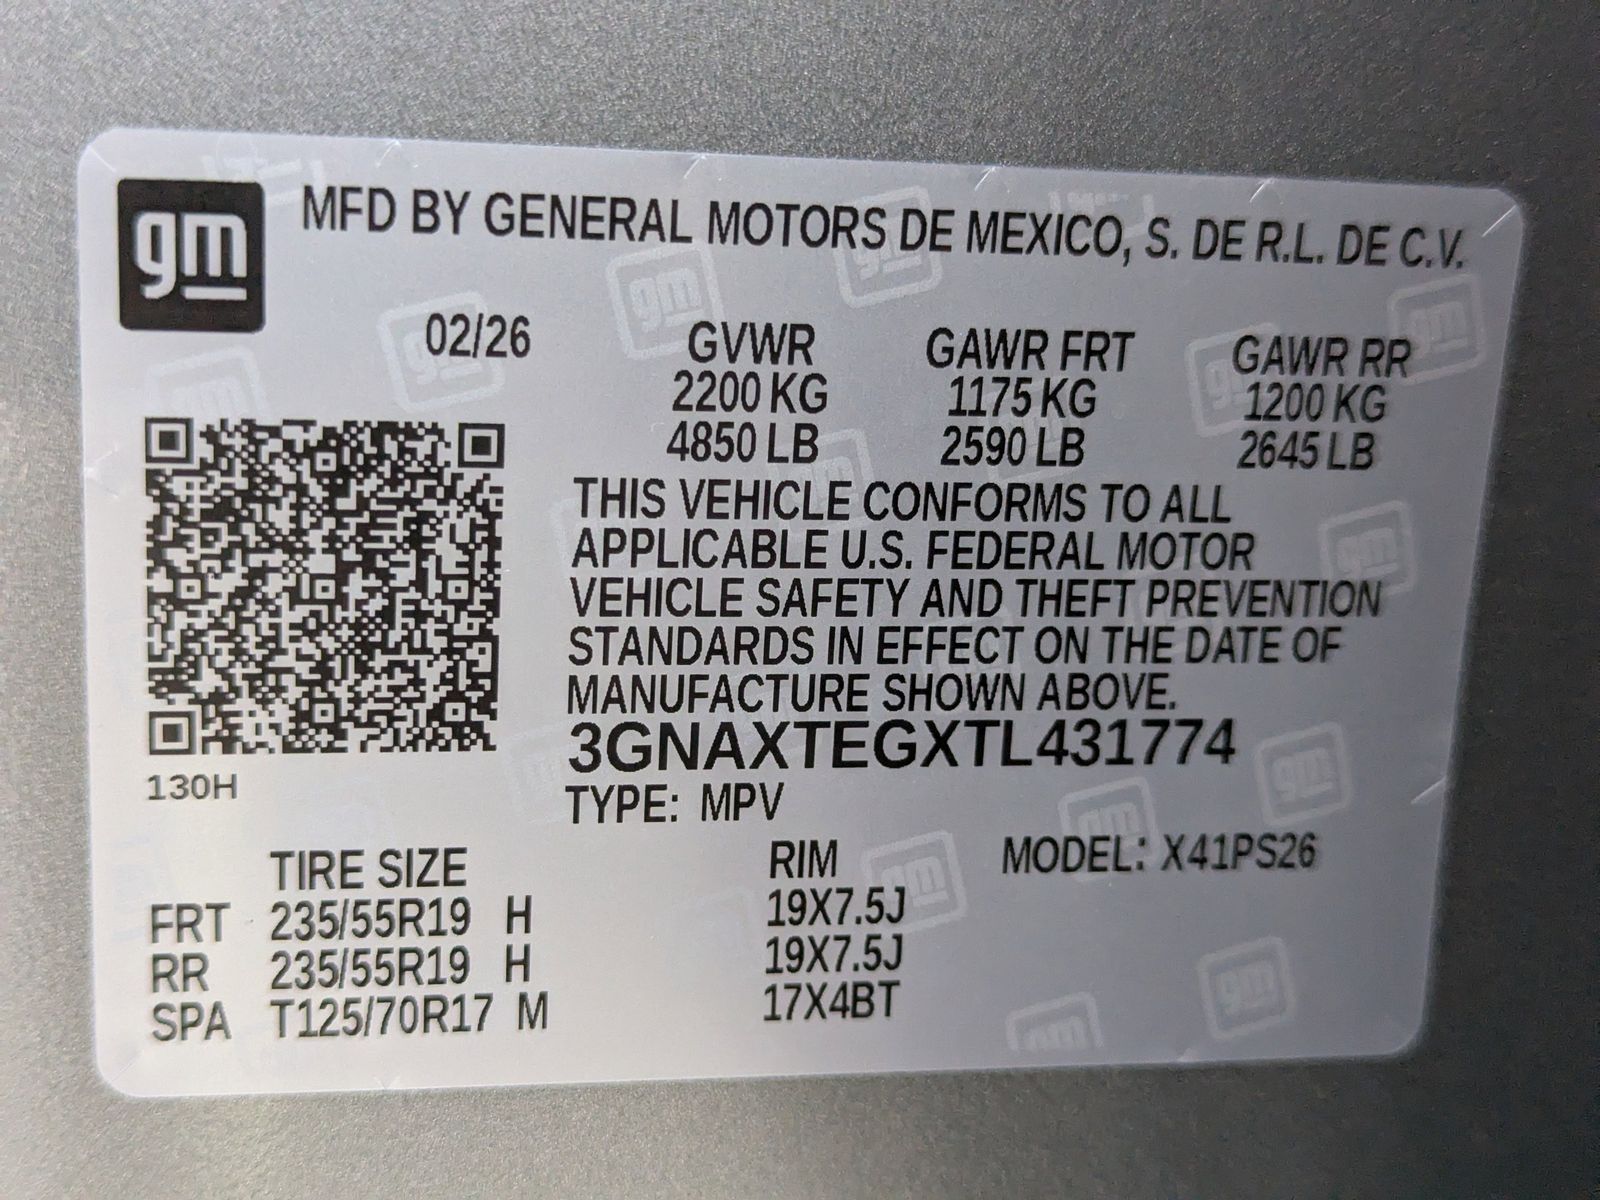 gm MFD BY GENERAL MOTORS DE MEXICO, S. DE R.L. DE C.V.
02/26 GVWR GAWR FRT GAWR RR
2200 KG 1175 KG 1200 KG
4850 LB 2590 LB 2645 LB
THIS VEHICLE CONFORMS TO ALL
APPLICABLE U.S. FEDERAL MOTOR
VEHICLE SAFETY AND THEFT PREVENTION
STANDARDS IN EFFECT ON THE DATE OF
MANUFACTURE SHOWN ABOVE.
3GNAXTEGXTL431774
130H
TYPE: MPV
TIRE SIZE RIM MODEL: X41PS26
FRT 235/55R19 H 19X7.5J
RR 235/55R19 H 19X7.5J
SPA T125/70R17 M 17X4BT